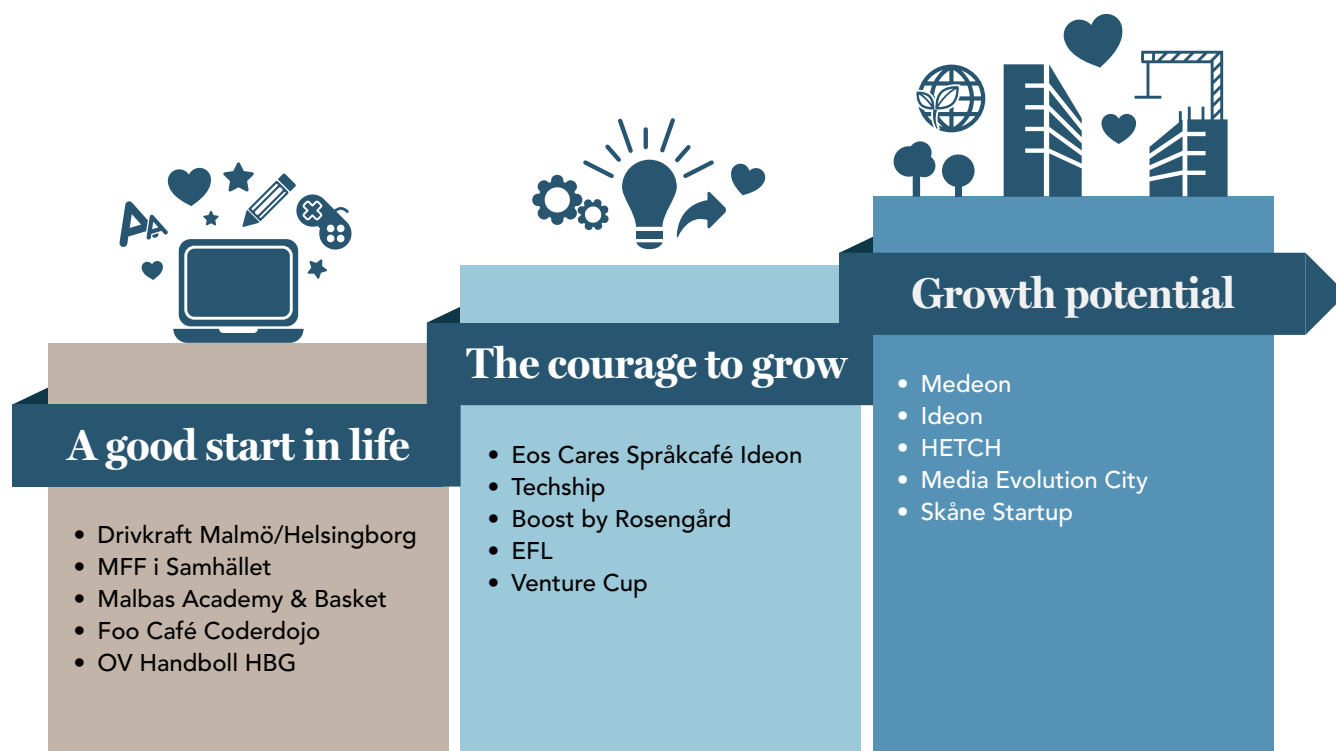 A good start in life
• Drivkraft Malmö/Helsingborg
• MFF i Samhället
• Malbas Academy & Basket
• Foo Café Coderdojo
• OV Handboll HBG
The courage to grow
• Eos Cares Språkcafé Ideon
• Techship
• Boost by Rosengård
• EFL
• Venture Cup
Growth potential
• Medeon
• Ideon
• HETCH
• Media Evolution City
• Skåne Startup